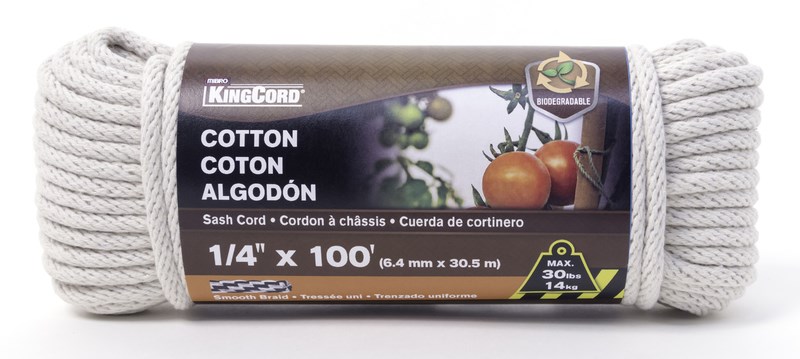 MIBRO
KINGCORD®
BIODEGRADABLE
COTTON
COTON
ALGODÓN
Sash Cord • Cordon à châssis • Cuerda de cortinero
1/4" x 100' (6.4 mm x 30.5 m)
MAX.
30lbs
14kg
Smooth Braid • Tressée uni • Trenzado uniforme